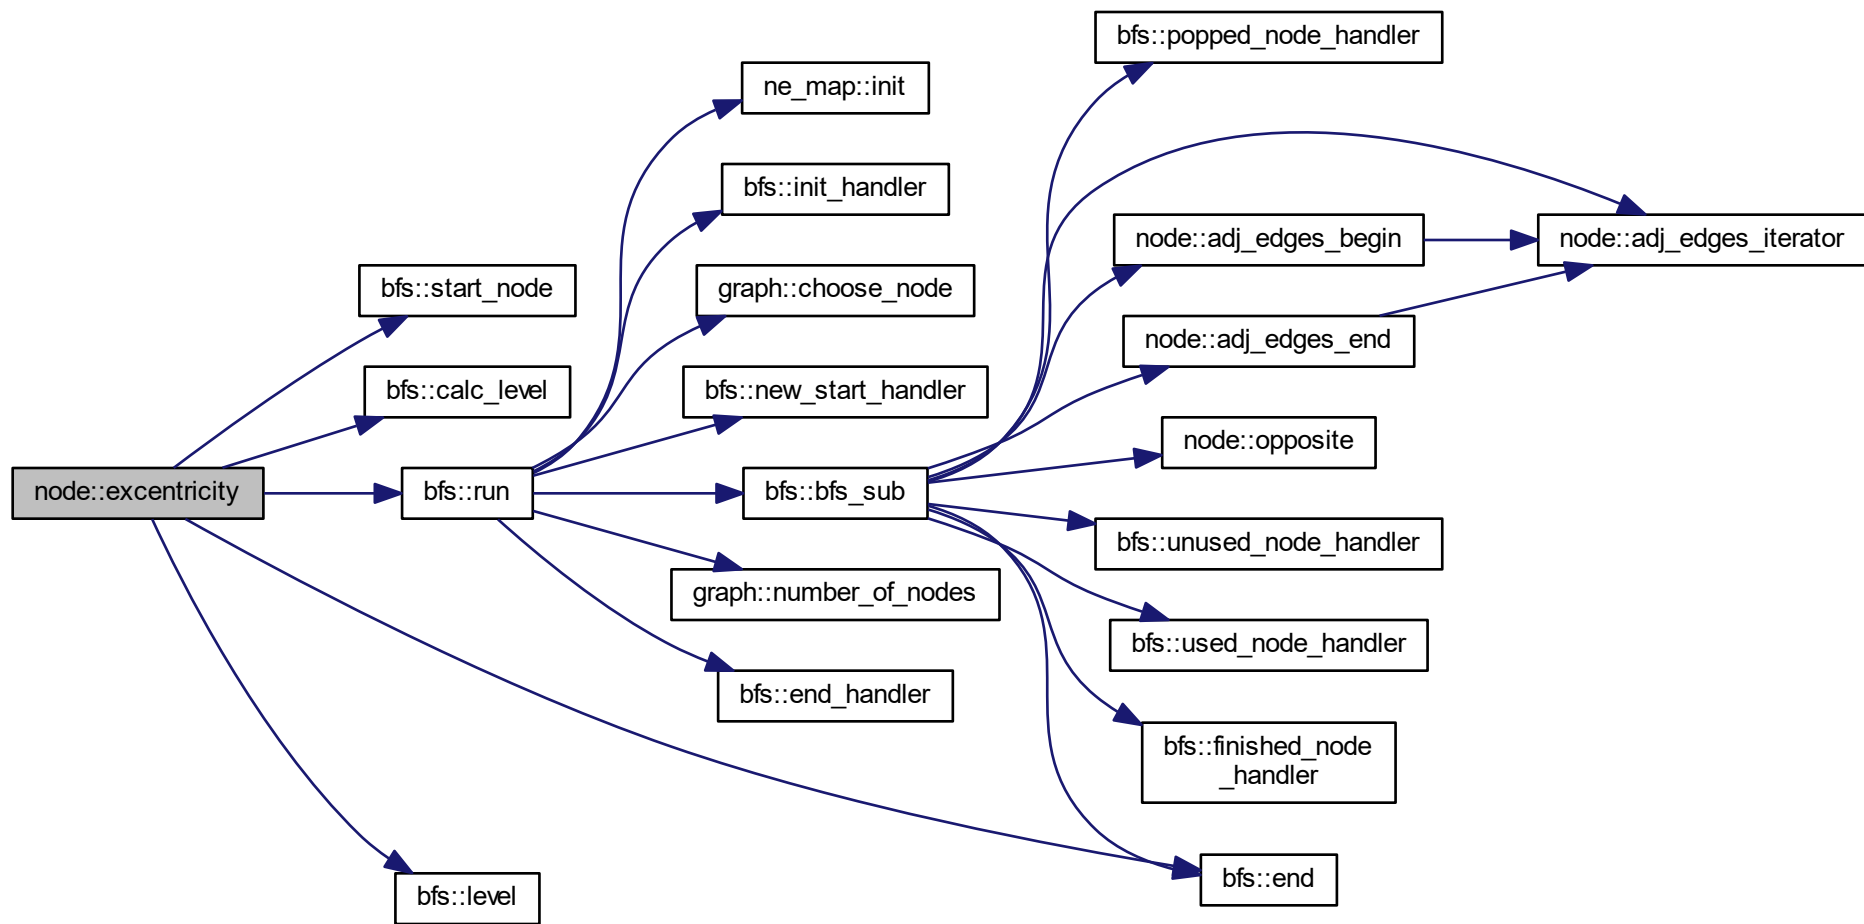 bfs::popped_node_handler
ne_map::init
bfs::init_handler
node::adj_edges_begin
node::adj_edges_iterator
bfs::start_node
graph::choose_node
node::adj_edges_end
bfs::calc_level
bfs::new_start_handler
node::opposite
node::excentricity
bfs::run
bfs::bfs_sub
bfs::unused_node_handler
graph::number_of_nodes
bfs::used_node_handler
bfs::end_handler
bfs::finished_node
_handler
bfs::end
bfs::level